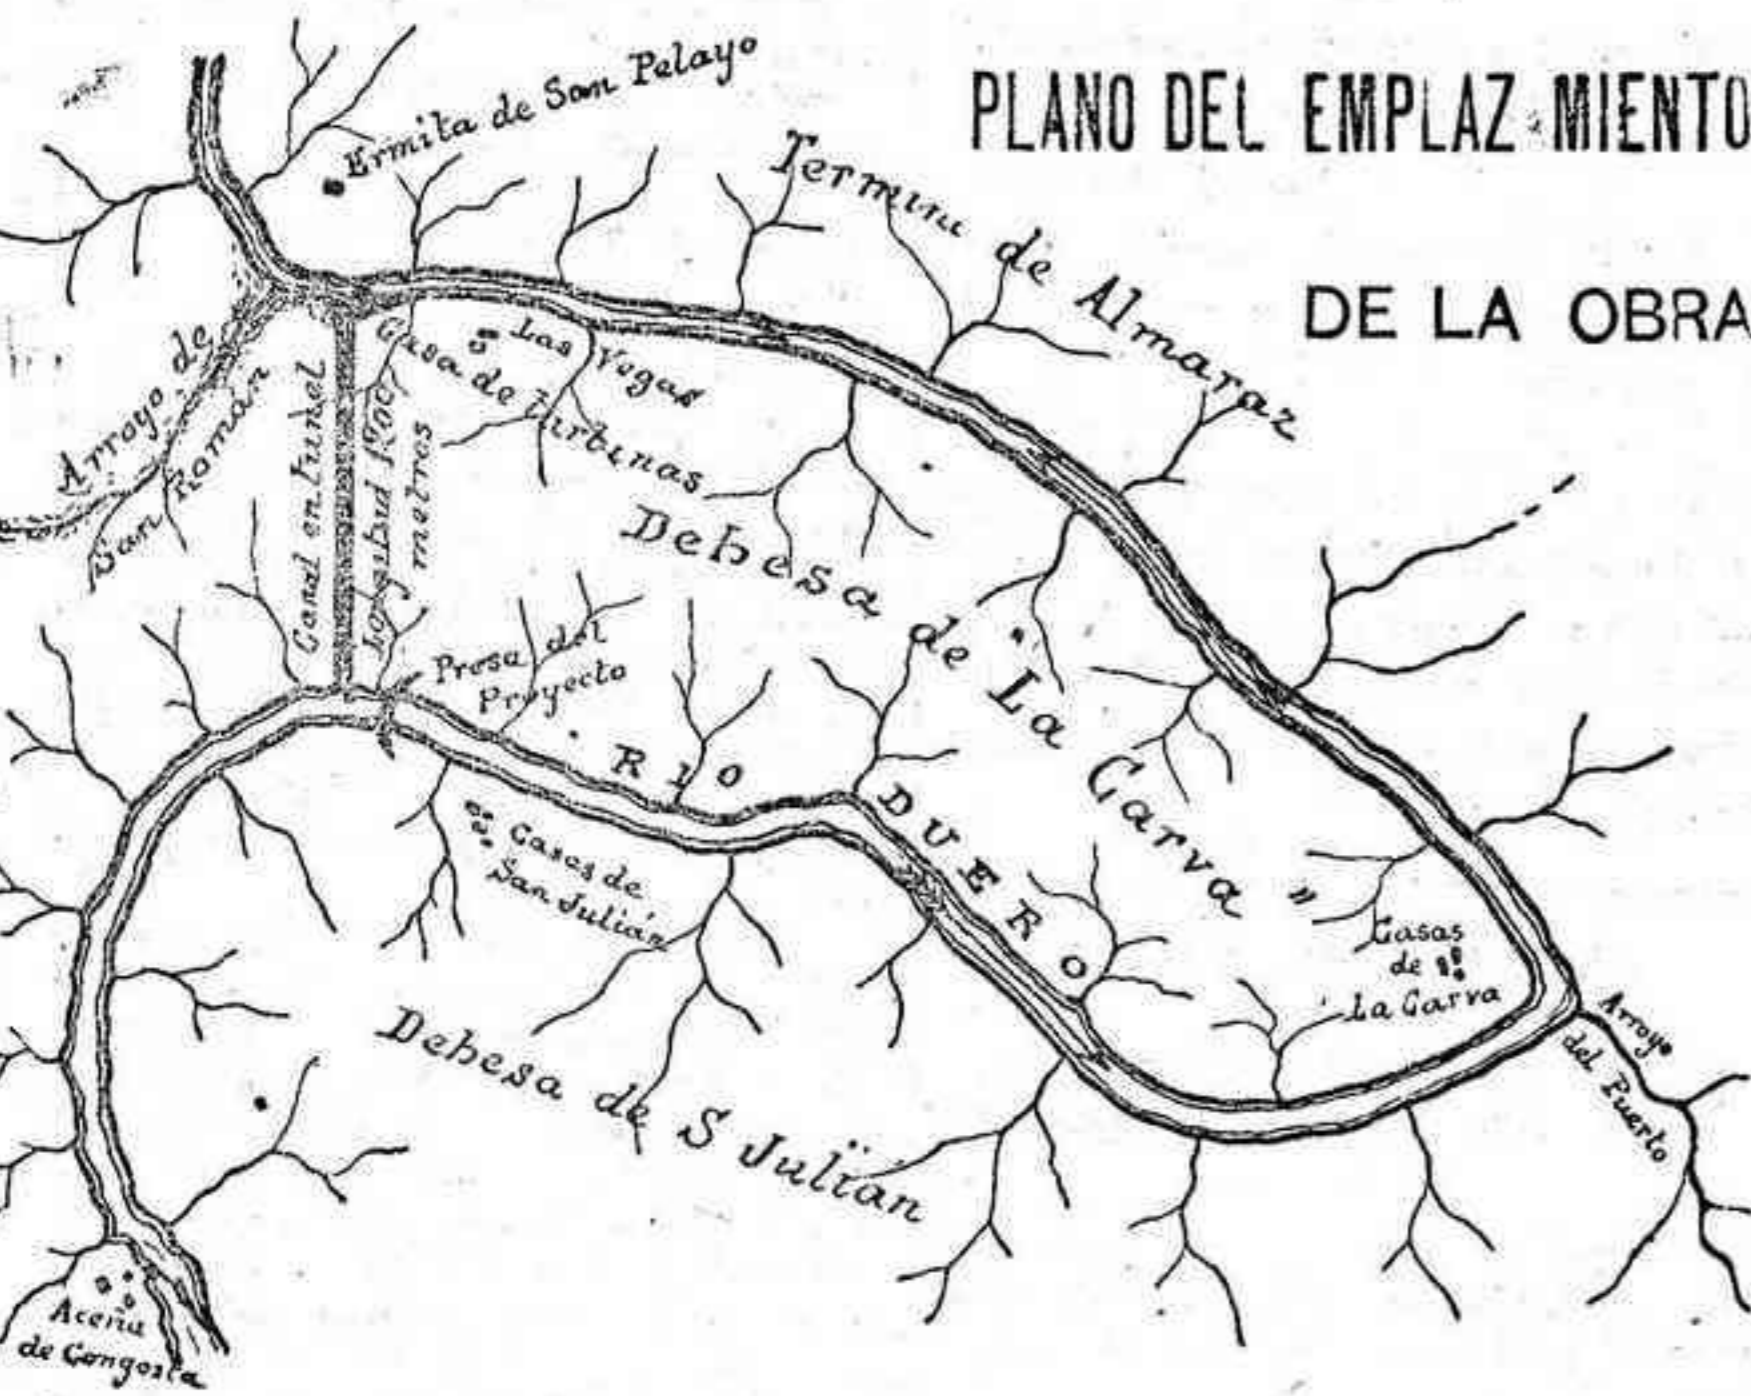 PLANO DEL EMPLAZ MIENTO
DE LA OBRA
Ermita de San Pelayo
Termino de Almaraz
Arroyo de
San Román
Casa de turbinas
Las Vegas
Canal en tunel
Longitud
metros
Presa del
Proyecto
Dehesa de "La Carva"
RIO DUERO
Casas de
San Julián
Casas
de
La Carva
Arroyo
del Puerto
Dehesa de S Julián
Aceña
de Congosta